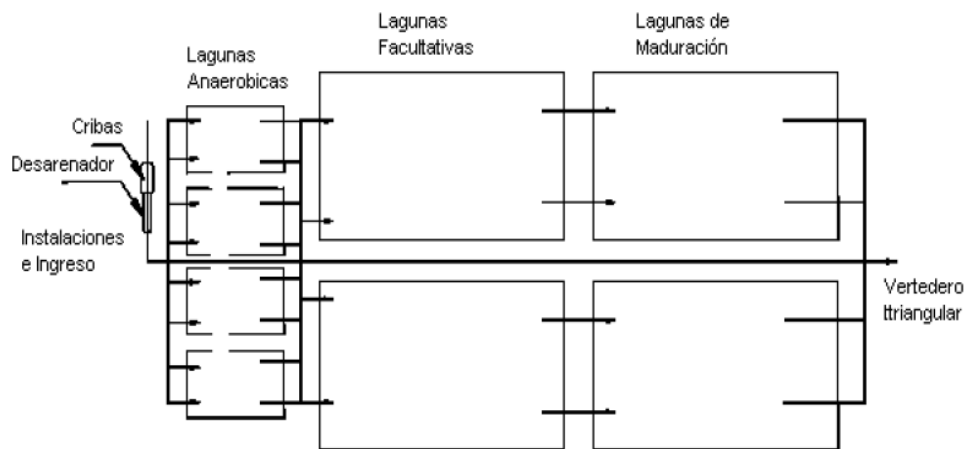 Lagunas
Facultativas
Lagunas de
Maduración
Lagunas
Anaerobicas
Cribas
Desarenador
Instalaciones
e Ingreso
Vertedero
ttriangular